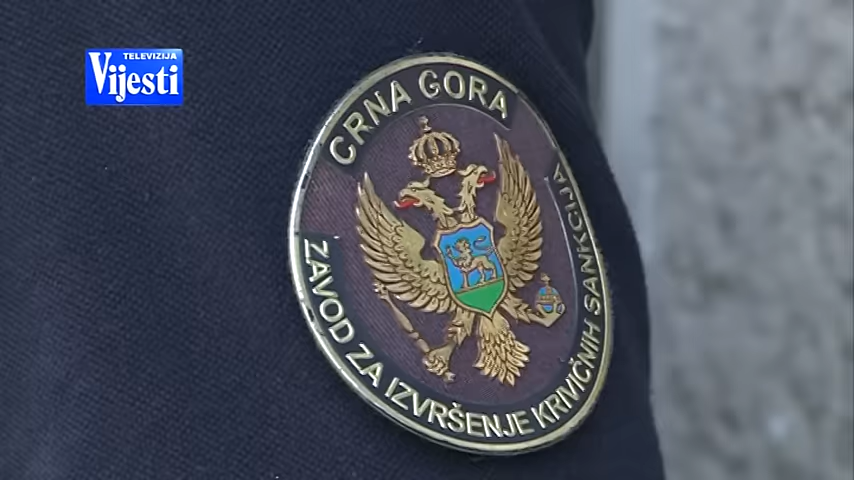 TELEVIZIJA
Vijesti
CRNA GORA
ZAVOD ZA IZVRŠENJE KRIVIČNIH SANKCIJA